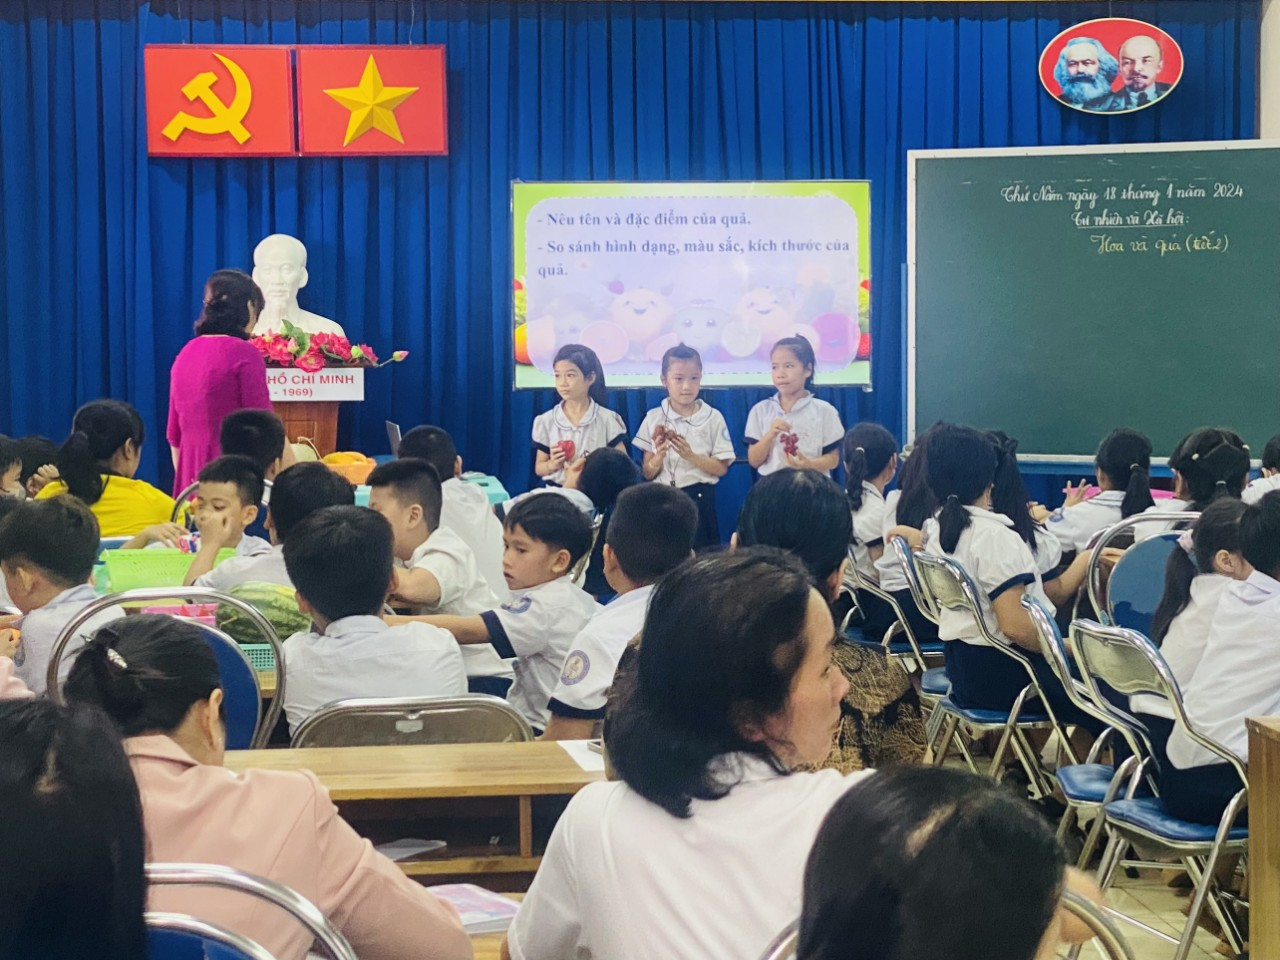 - Nêu tên và đặc điểm của quả.
- So sánh hình dạng, màu sắc, kích thước của
quả.
Thứ Năm ngày 18 tháng 1 năm 2024
Tự nhiên và Xã hội:
Hoa và quả (tiết 2)
HỒ CHÍ MINH
- 1969)